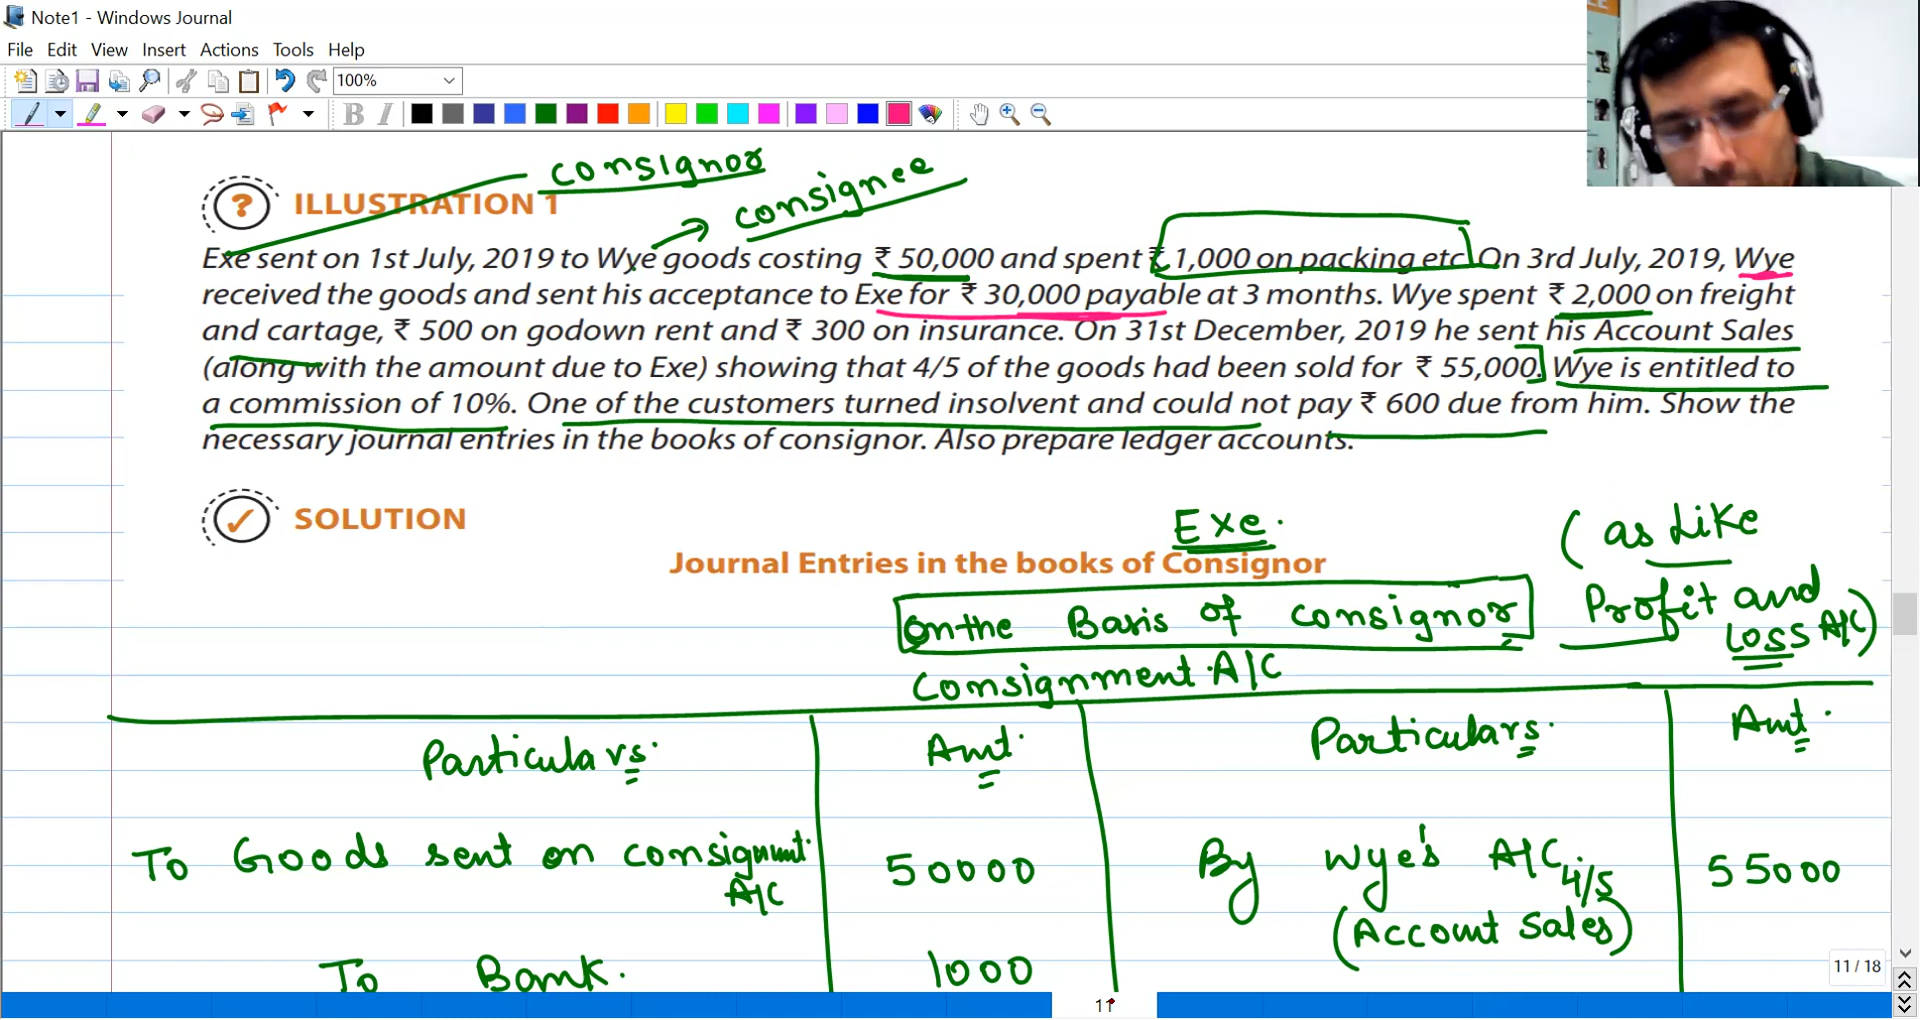 Note1 - Windows Journal
File Edit View Insert Actions Tools Help
100%
B I
consignor
consignee
? ILLUSTRATION 1
Exe sent on 1st July, 2019 to Wye goods costing ₹ 50,000 and spent ₹ 1,000 on packing etc. On 3rd July, 2019, Wye
received the goods and sent his acceptance to Exe for ₹ 30,000 payable at 3 months. Wye spent ₹ 2,000 on freight
and cartage, ₹ 500 on godown rent and ₹ 300 on insurance. On 31st December, 2019 he sent his Account Sales
(along with the amount due to Exe) showing that 4/5 of the goods had been sold for ₹ 55,000. Wye is entitled to
a commission of 10%. One of the customers turned insolvent and could not pay ₹ 600 due from him. Show the
necessary journal entries in the books of consignor. Also prepare ledger accounts.
SOLUTION
Exe.
(as Like
Journal Entries in the books of Consignor
Profit and
Loss A/C)
On the Basis of consignor
Consignment A/C
Particulars Amt. Particulars Amt.
To Goods sent on consignmnt A/C 50000 By Wye's A/C 4/5 55000
(Account Sales)
To Bank. 1000
11 / 18
11